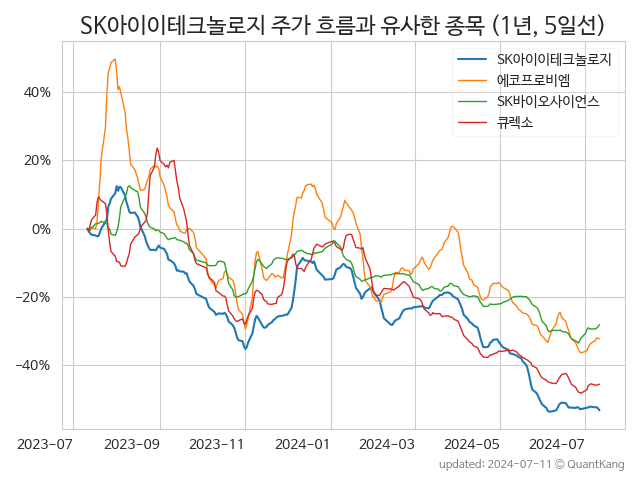 SK아이이테크놀로지 주가 흐름과 유사한 종목 (1년, 5일선)
SK아이이테크놀로지
에코프로비엠
SK바이오사이언스
큐렉소
40%
20%
0%
−20%
−40%
2023-07
2023-09
2023-11
2024-01
2024-03
2024-05
2024-07
updated: 2024-07-11 © QuantKang